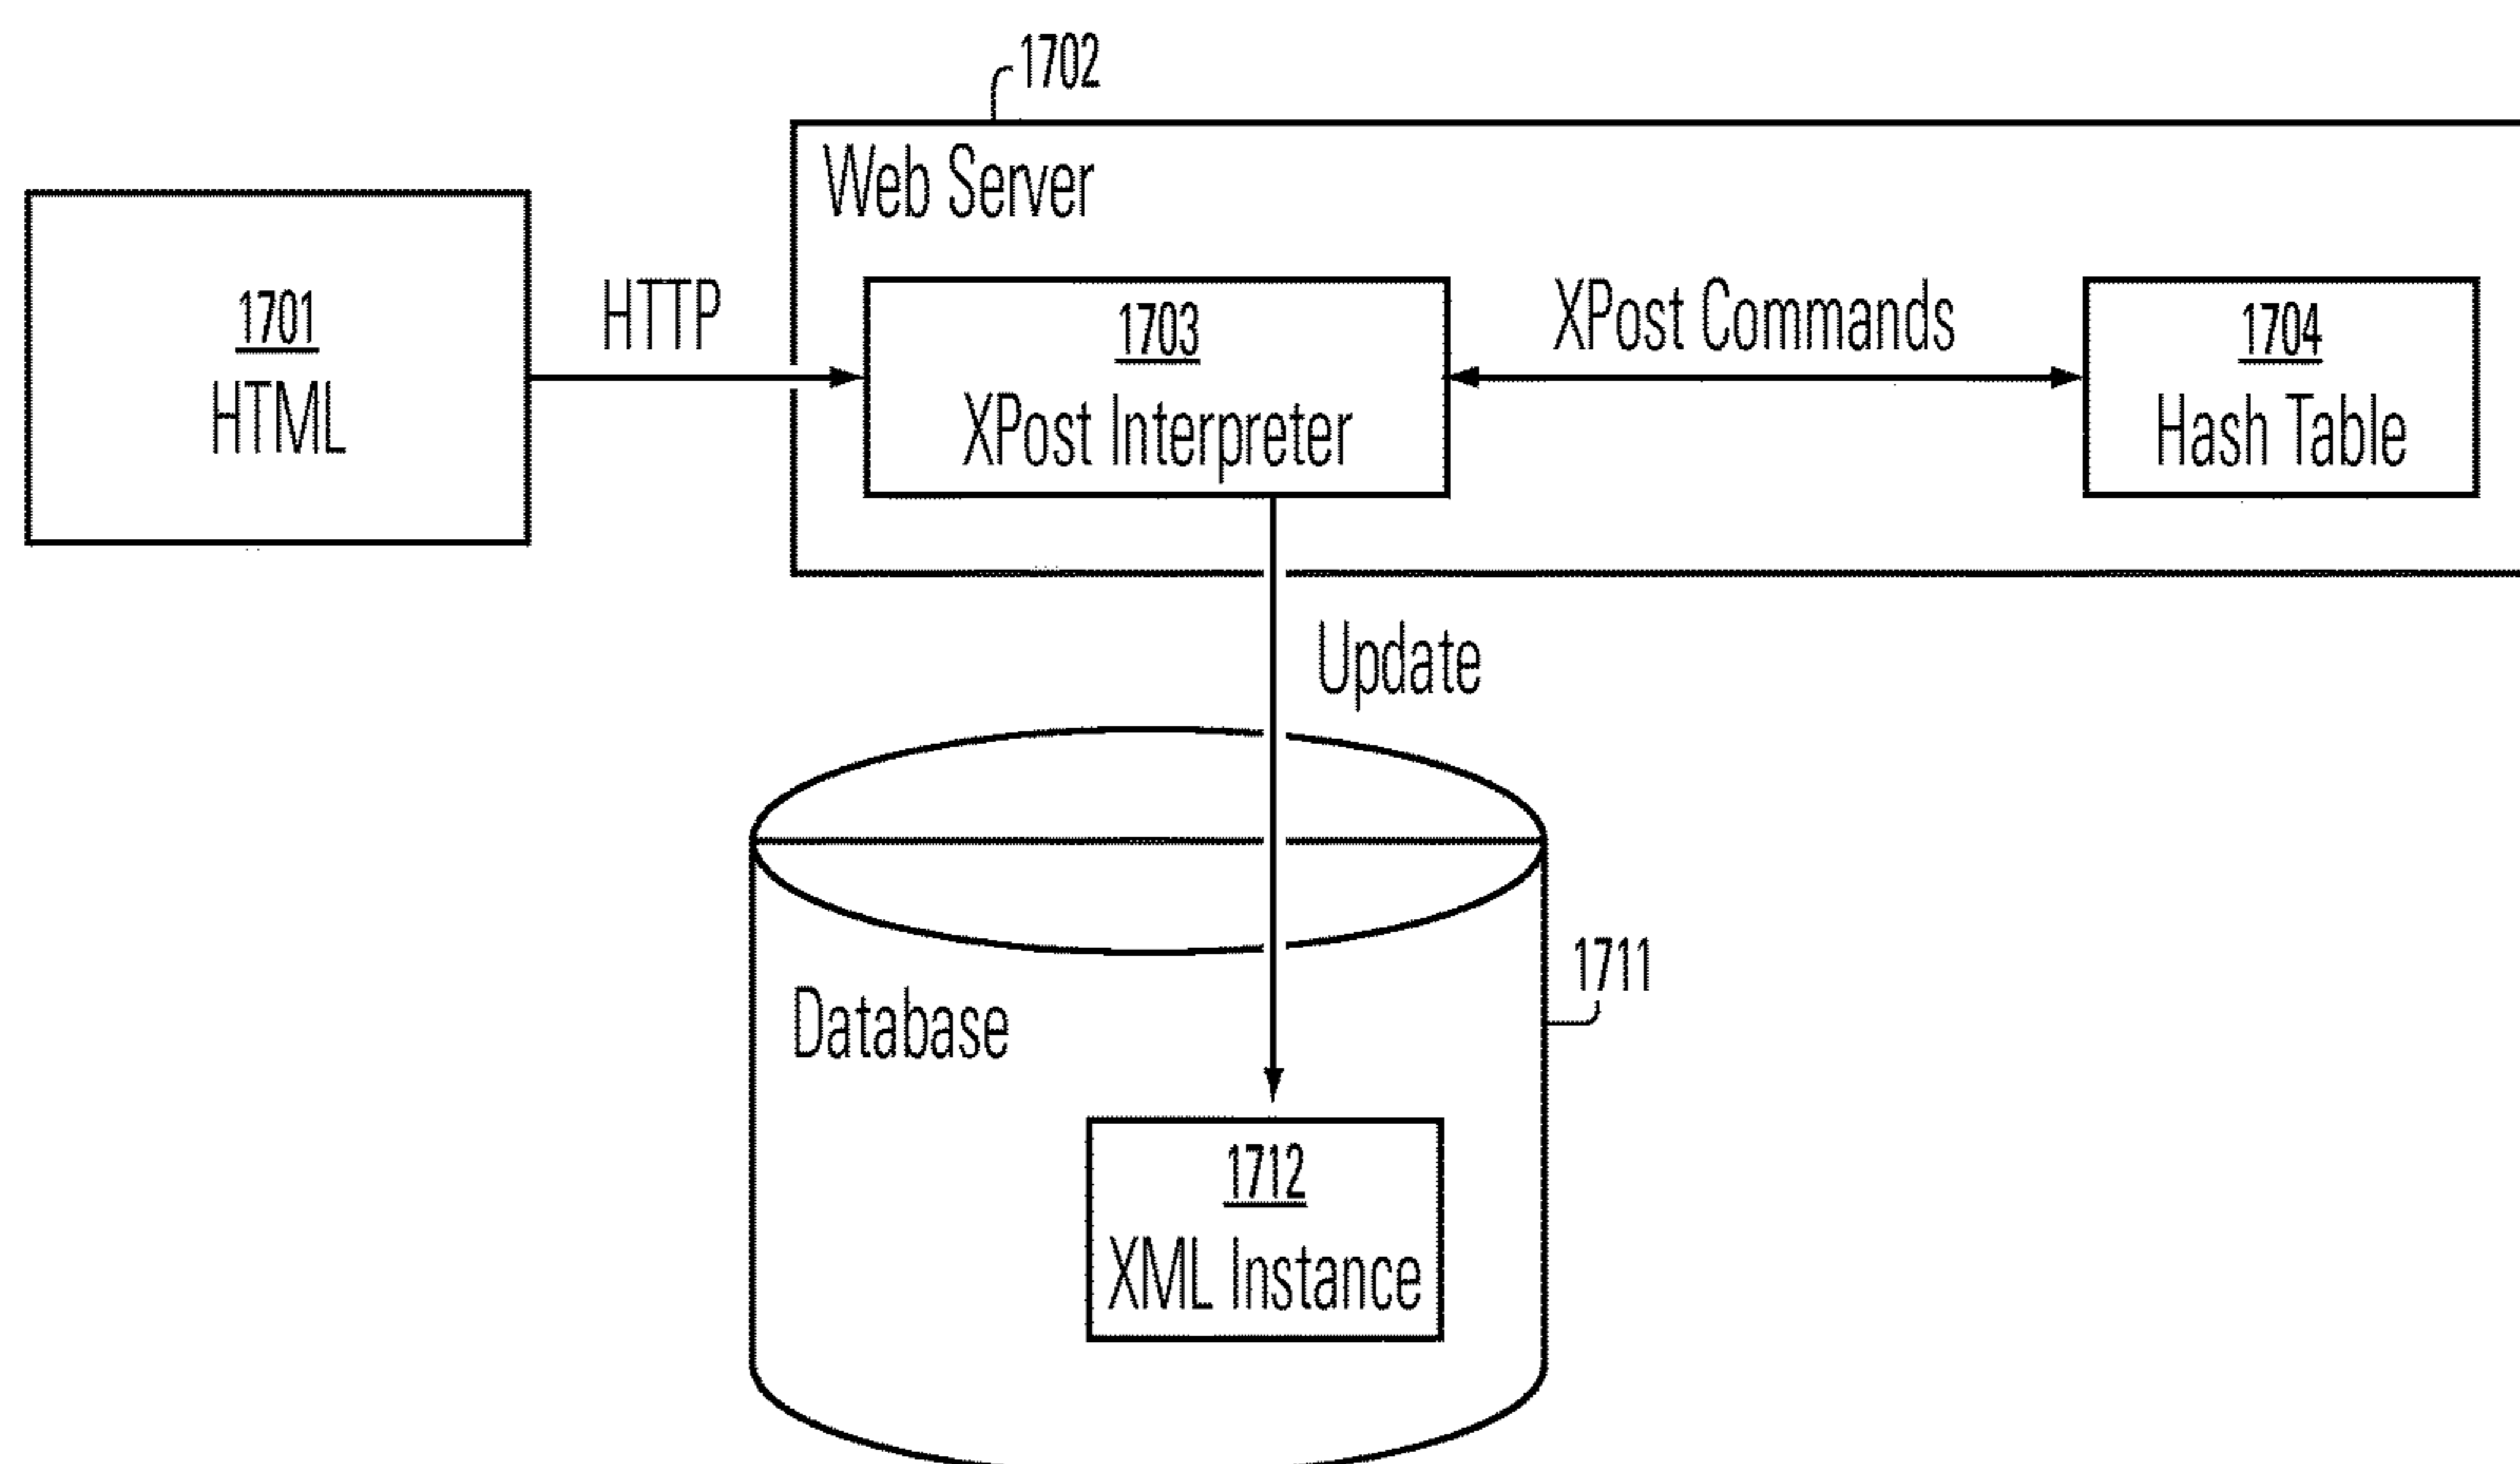 1702
Web Server
1701
HTML
HTTP
1703
XPost Interpreter
XPost Commands
1704
Hash Table
Update
1711
Database
1712
XML Instance